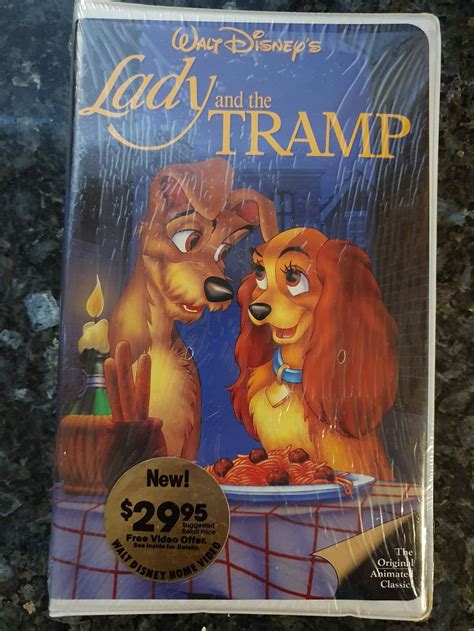 WALT DISNEY'S
Lady and the
TRAMP
New!
$29.95
Suggested
Retail Price
Free Video Offer.
See Inside for Details.
WALT DISNEY HOME VIDEO
The
Original
Animated
Classic!